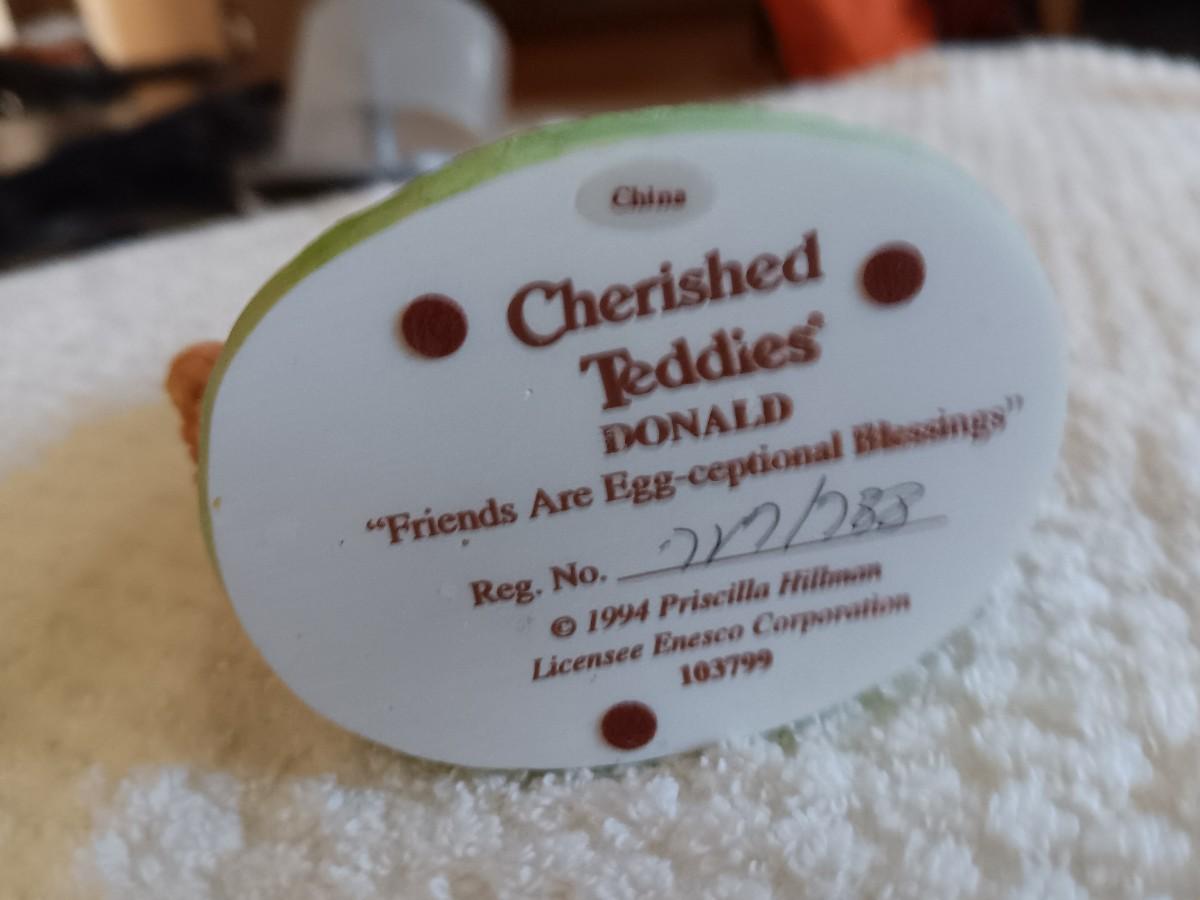 China
Cherished
Teddies®
DONALD
“Friends Are Egg-ceptional Blessings”
Reg. No.
© 1994 Priscilla Hillman
Licensee Enesco Corporation
103799